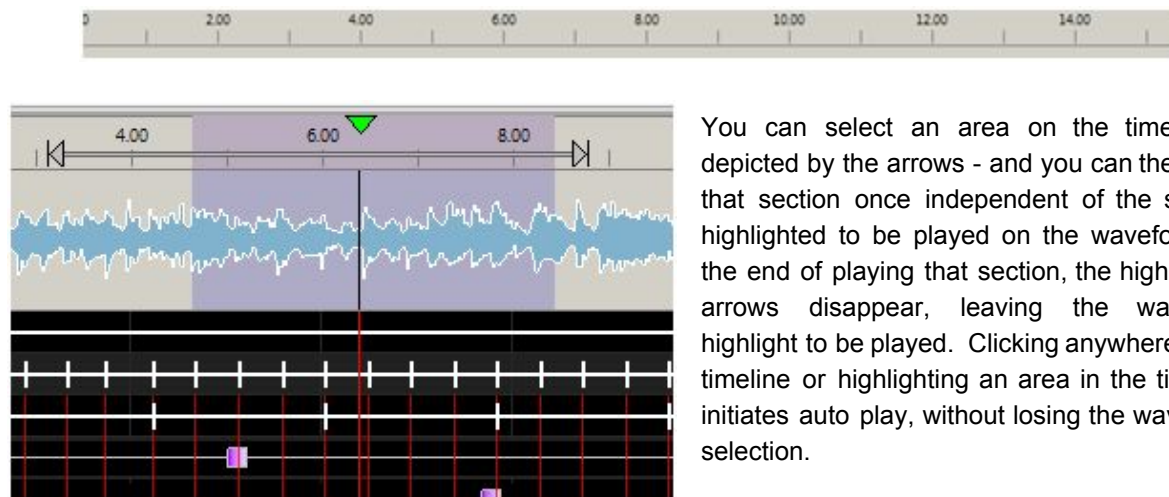 0 2.00 4.00 6.00 8.00 10.00 12.00 14.00
4.00 6.00 8.00
You can select an area on the time
depicted by the arrows - and you can the
that section once independent of the s
highlighted to be played on the wavefo
the end of playing that section, the high
arrows disappear, leaving the wa
highlight to be played. Clicking anywhere
timeline or highlighting an area in the ti
initiates auto play, without losing the wav
selection.